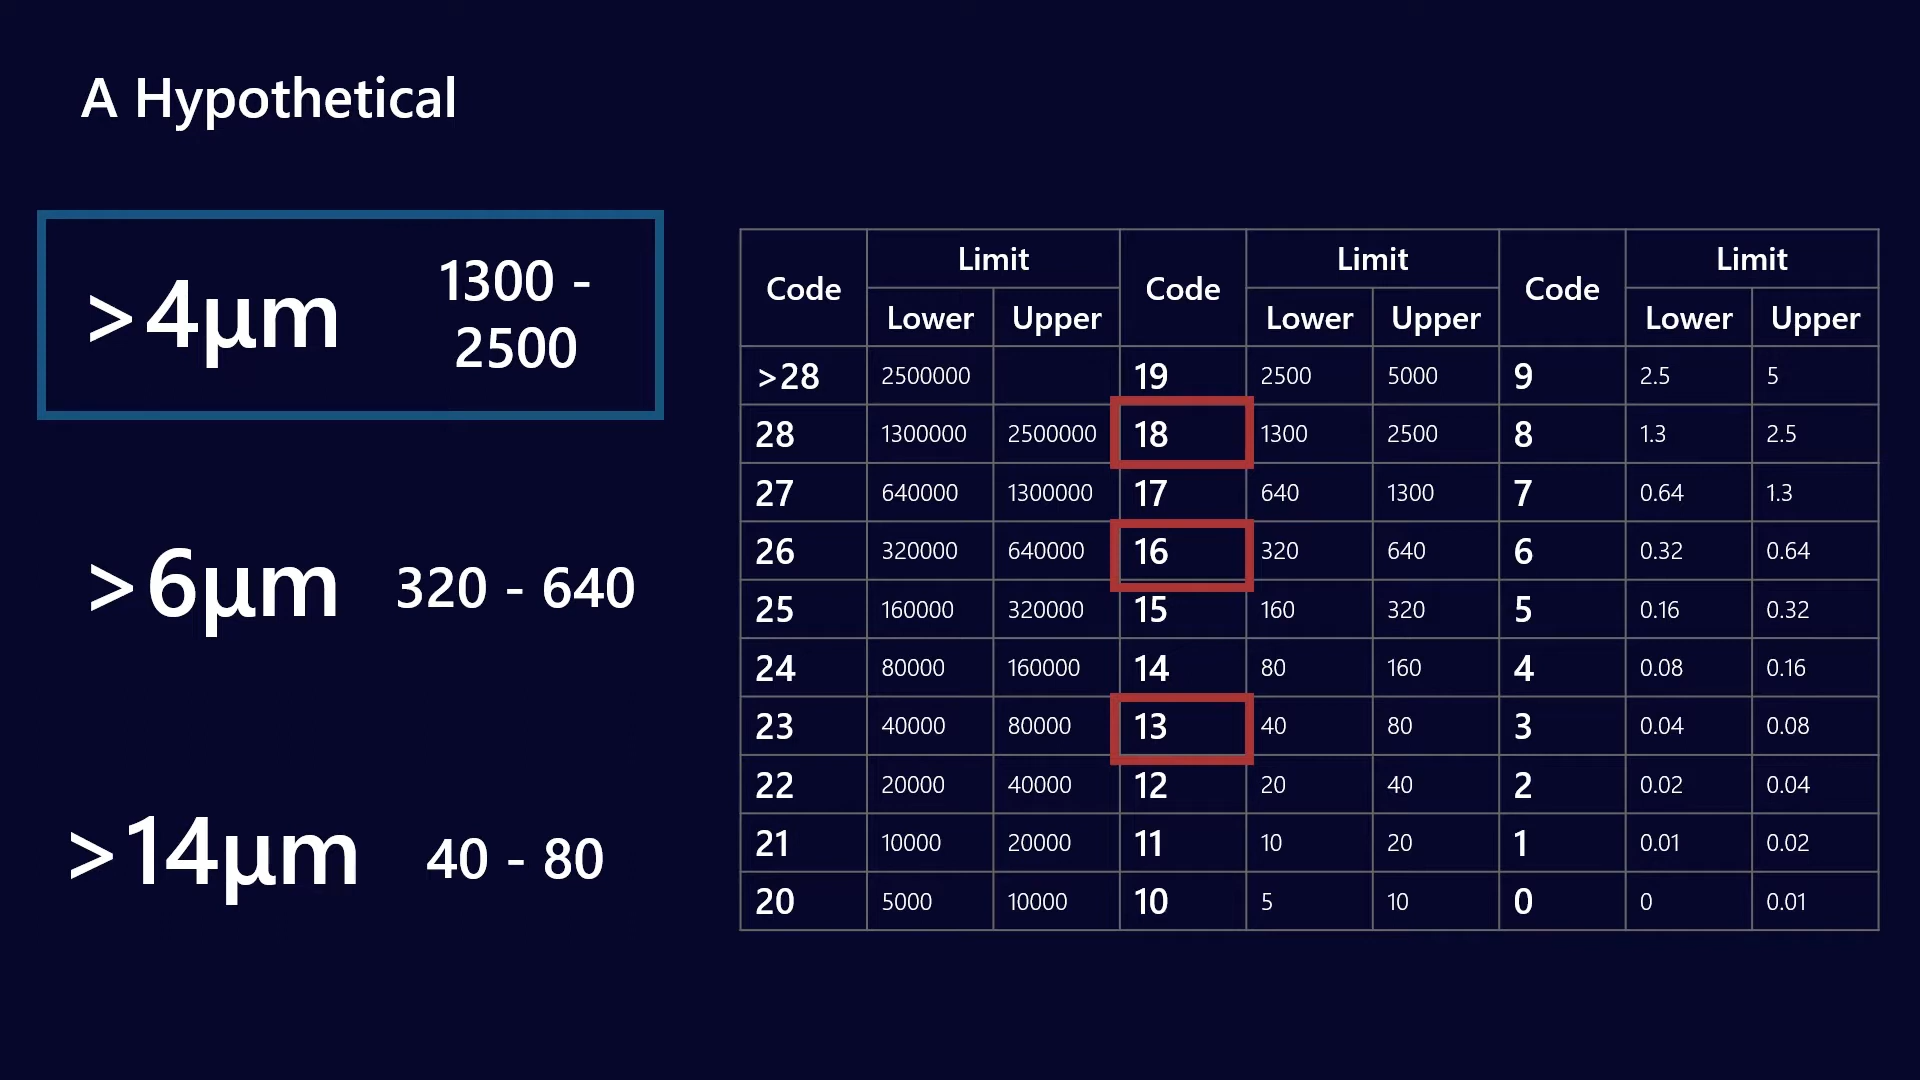 A Hypothetical
>4µm
1300 -
2500
>6µm 320 - 640
>14µm 40 - 80
Code Limit Code Limit Code Limit
Lower Upper Lower Upper Lower Upper
>28 2500000 19 2500 5000 9 2.5 5
28 1300000 2500000 18 1300 2500 8 1.3 2.5
27 640000 1300000 17 640 1300 7 0.64 1.3
26 320000 640000 16 320 640 6 0.32 0.64
25 160000 320000 15 160 320 5 0.16 0.32
24 80000 160000 14 80 160 4 0.08 0.16
23 40000 80000 13 40 80 3 0.04 0.08
22 20000 40000 12 20 40 2 0.02 0.04
21 10000 20000 11 10 20 1 0.01 0.02
20 5000 10000 10 5 10 0 0 0.01